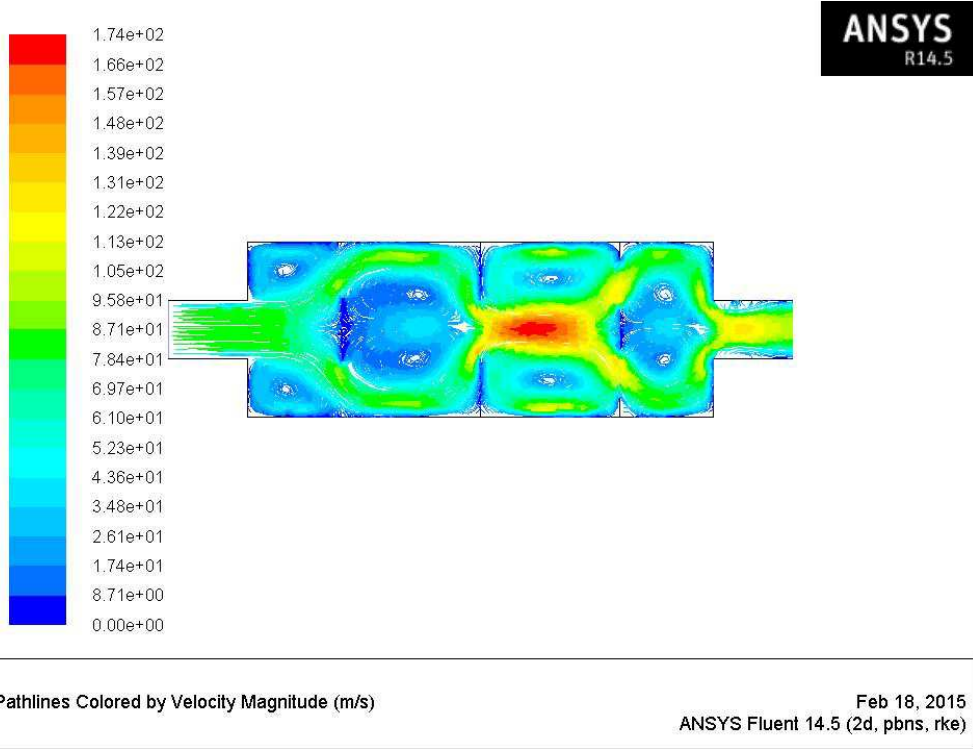 ANSYS
R14.5
1.74e+02
1.66e+02
1.57e+02
1.48e+02
1.39e+02
1.31e+02
1.22e+02
1.13e+02
1.05e+02
9.58e+01
8.71e+01
7.84e+01
6.97e+01
6.10e+01
5.23e+01
4.36e+01
3.48e+01
2.61e+01
1.74e+01
8.71e+00
0.00e+00
Pathlines Colored by Velocity Magnitude (m/s)
Feb 18, 2015
ANSYS Fluent 14.5 (2d, pbns, rke)